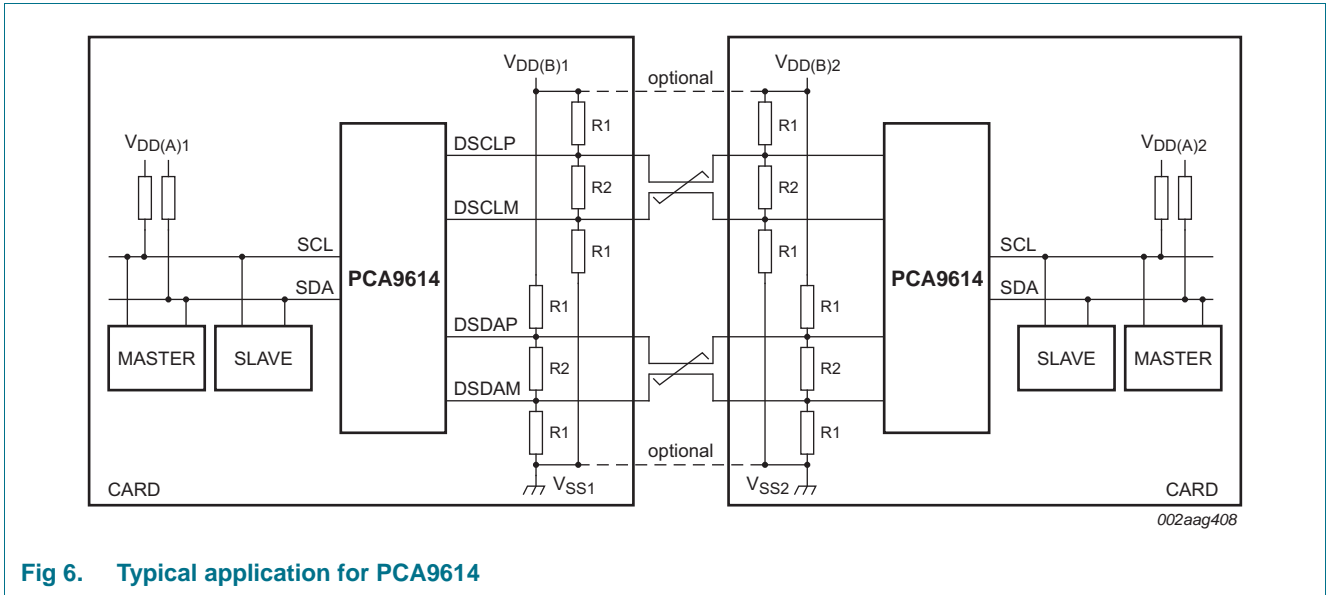 VDD(B)1
optional
VDD(B)2
R1
R1
VDD(A)1
DSCLP
VDD(A)2
R2
R2
DSCLM
SCL
R1
R1
SCL
PCA9614
PCA9614
SDA
SDA
R1
R1
DSDAP
MASTER
SLAVE
R2
R2
SLAVE
MASTER
DSDAM
R1
R1
optional
CARD
VSS1
VSS2
CARD
002aag408
Fig 6. Typical application for PCA9614